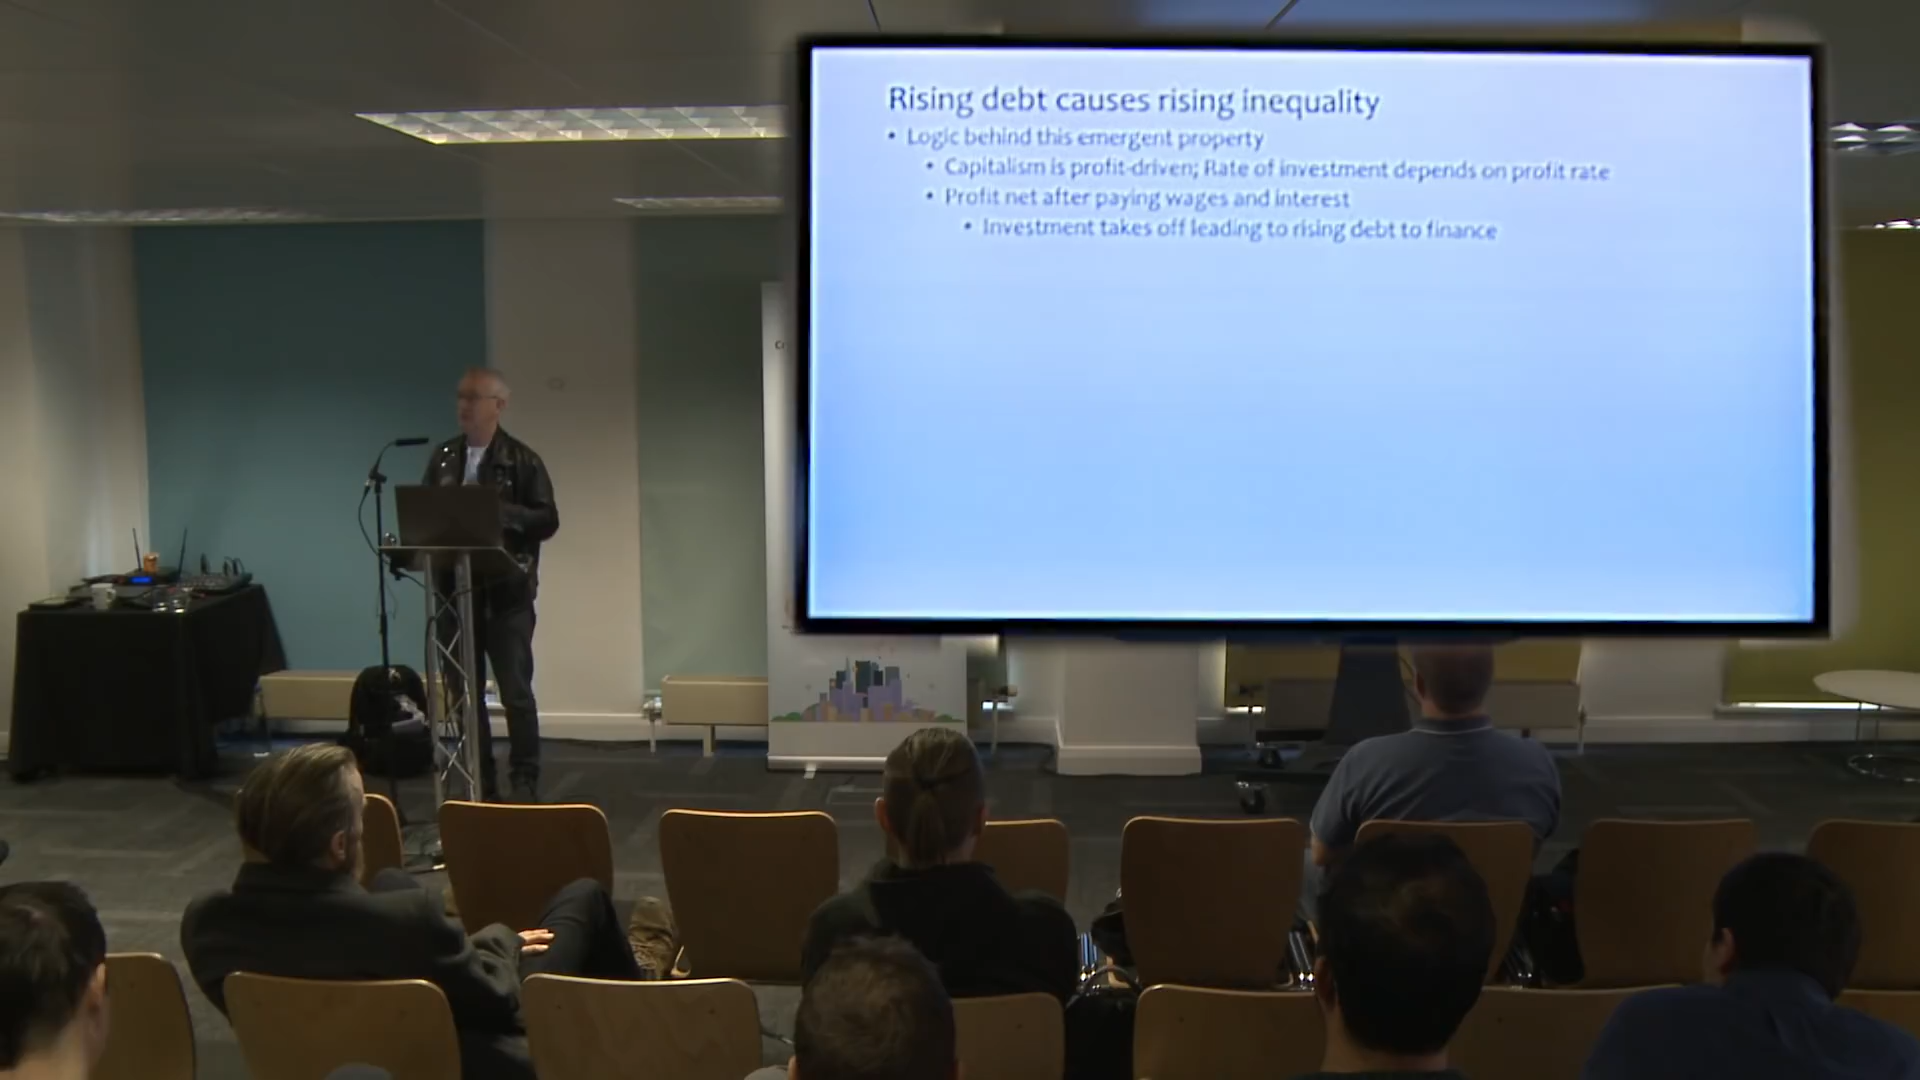 Rising debt causes rising inequality
• Logic behind this emergent property
• Capitalism is profit-driven; Rate of investment depends on profit rate
• Profit net after paying wages and interest
• Investment takes off leading to rising debt to finance